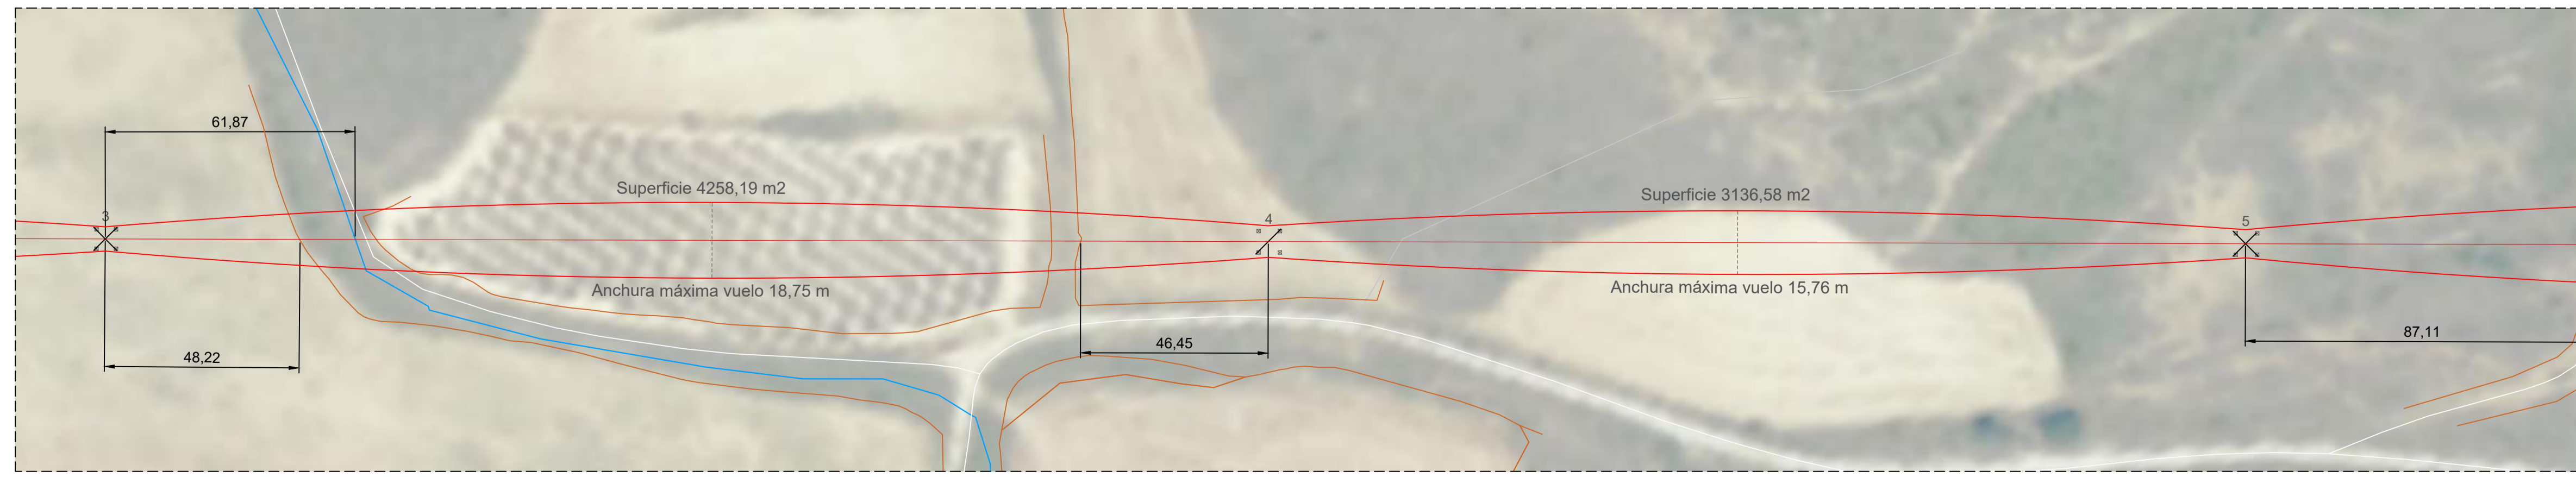 61,87
Superficie 4258,19 m2
Superficie 3136,58 m2
3
4
5
Anchura máxima vuelo 18,75 m
Anchura máxima vuelo 15,76 m
48,22
46,45
87,11